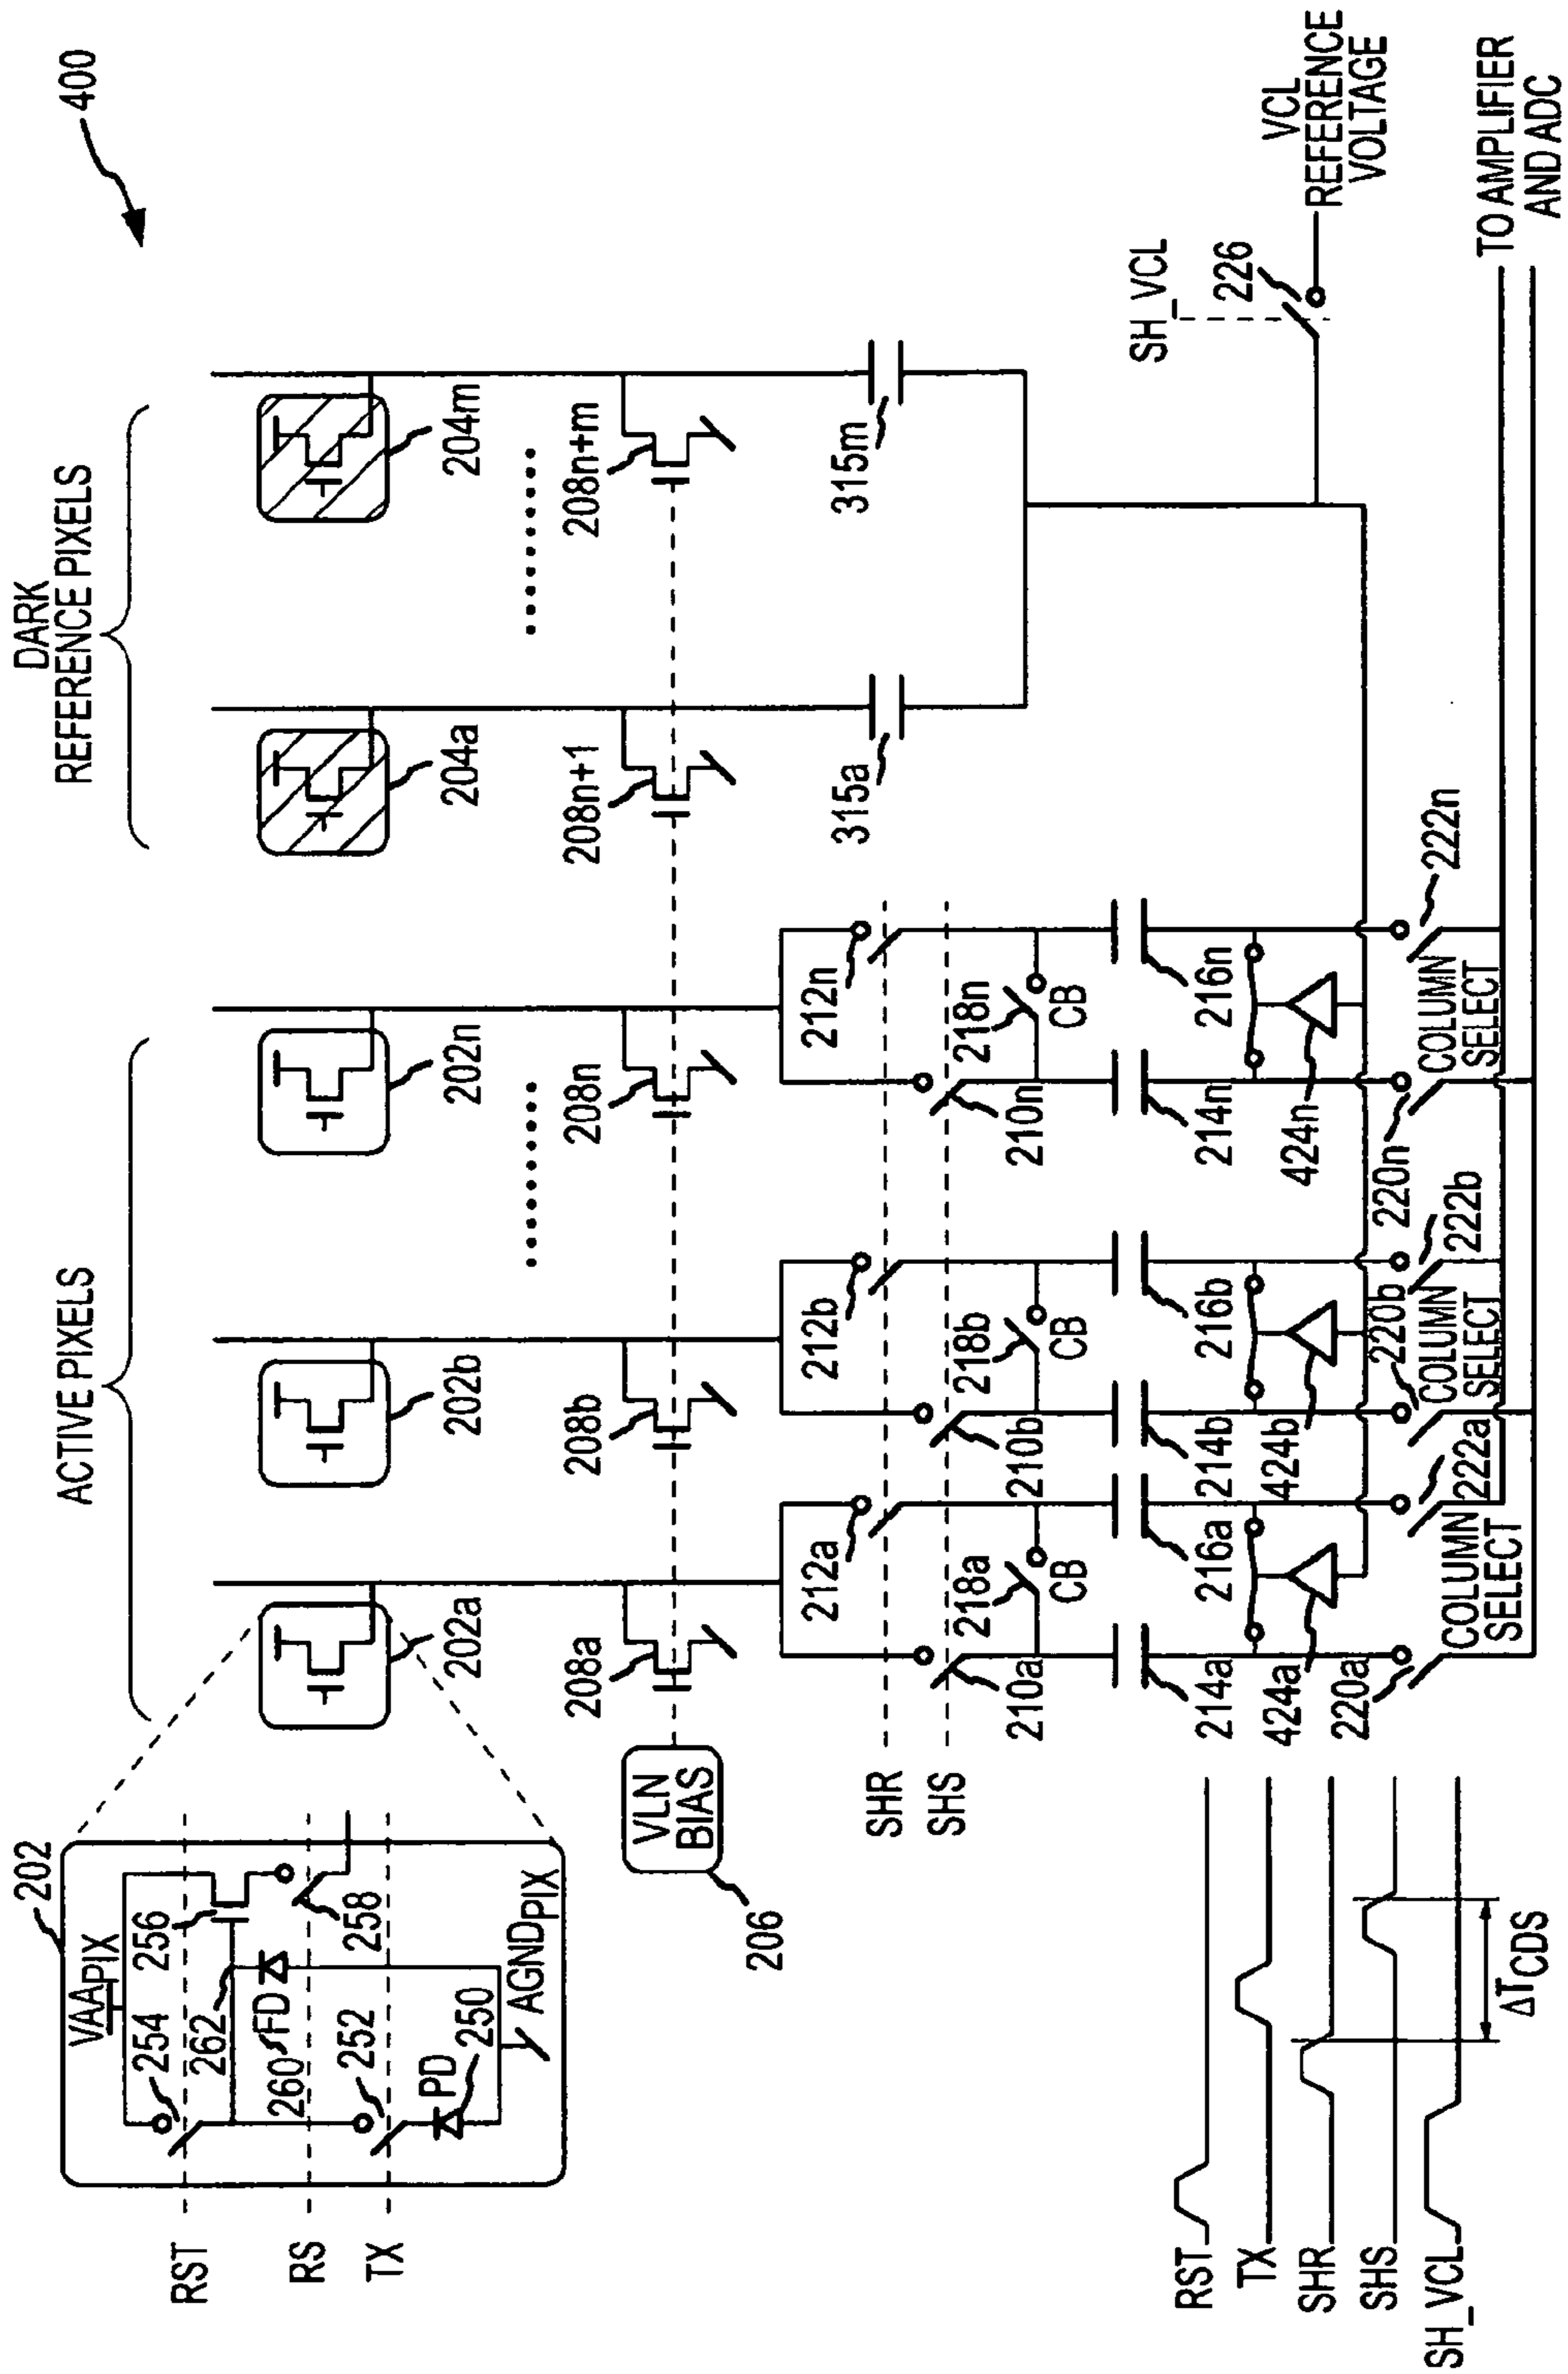 400
DARK
REFERENCE PIXELS
ACTIVE PIXELS
202
VAAPIX
254
256
262
FD
260
258
252
PD
250
AGNDPIX
RST
RS
TX
202a
202b
202n
204a
204m
VLN
BIAS
206
208a
208b
208n
208n+1
208n+m
SHR
SHS
212a
212b
212n
210a
218a
CB
210b
218b
CB
210n
218n
CB
315a
315m
214a
216a
214b
216b
214n
216n
424a
424b
424n
220a
222a
220b
222b
220n
222n
COLUMN
SELECT
COLUMN
SELECT
COLUMN
SELECT
SH_VCL
226
VCL
REFERENCE
VOLTAGE
TO AMPLIFIER
AND ADC
RST
TX
SHR
SHS
SH_VCL
ΔTCDS